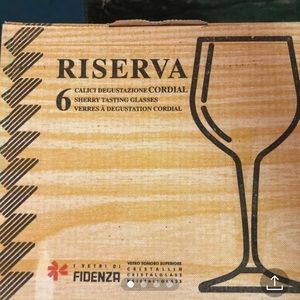 RISERVA
6 CALICI DEGUSTAZIONE CORDIAL
SHERRY TASTING GLASSES
VERRES À DEGUSTATION CORDIAL
I VETRI DI
FIDENZA
VETRO SONORO SUPERIORE
CRISTALLIN
CRISTALGLASS